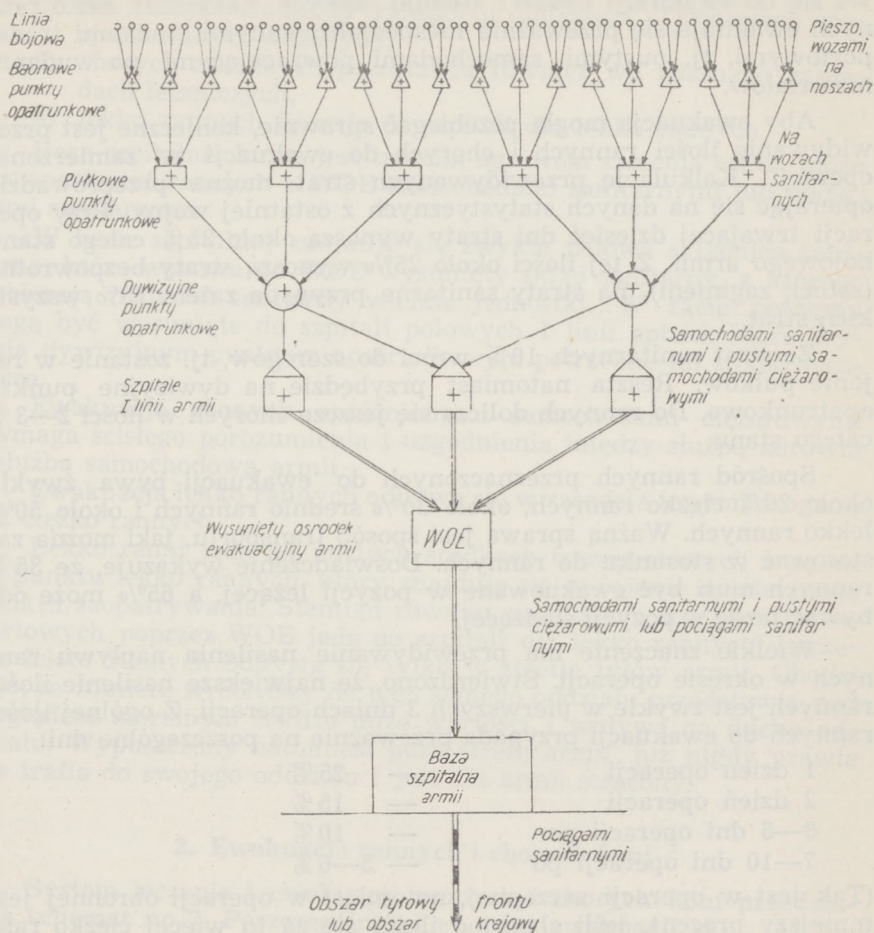 Linia
bojowa
Baonowe
punkty
opatrunkowe
Pieszo,
wozami,
na
noszach
Na
wozach
sanitar-
nych
Pułkowe
punkty
opatrunkowe
Dywizyjne
punkty
opatrunkowe
Samochodami sanitar-
nymi i pustymi sa-
mochodami ciężaro-
wymi
Szpitale
I linii armii
Wysunięty ośrodek
ewakuacyjny armii
WOE
Samochodami sanitarnymi i pustymi
ciężarowymi lub pociągami sanitar
nymi
Baza
szpitalna
armii
Pociągami
sanitarnymi
Obszar tyłowy frontu
lub obszar krajowy